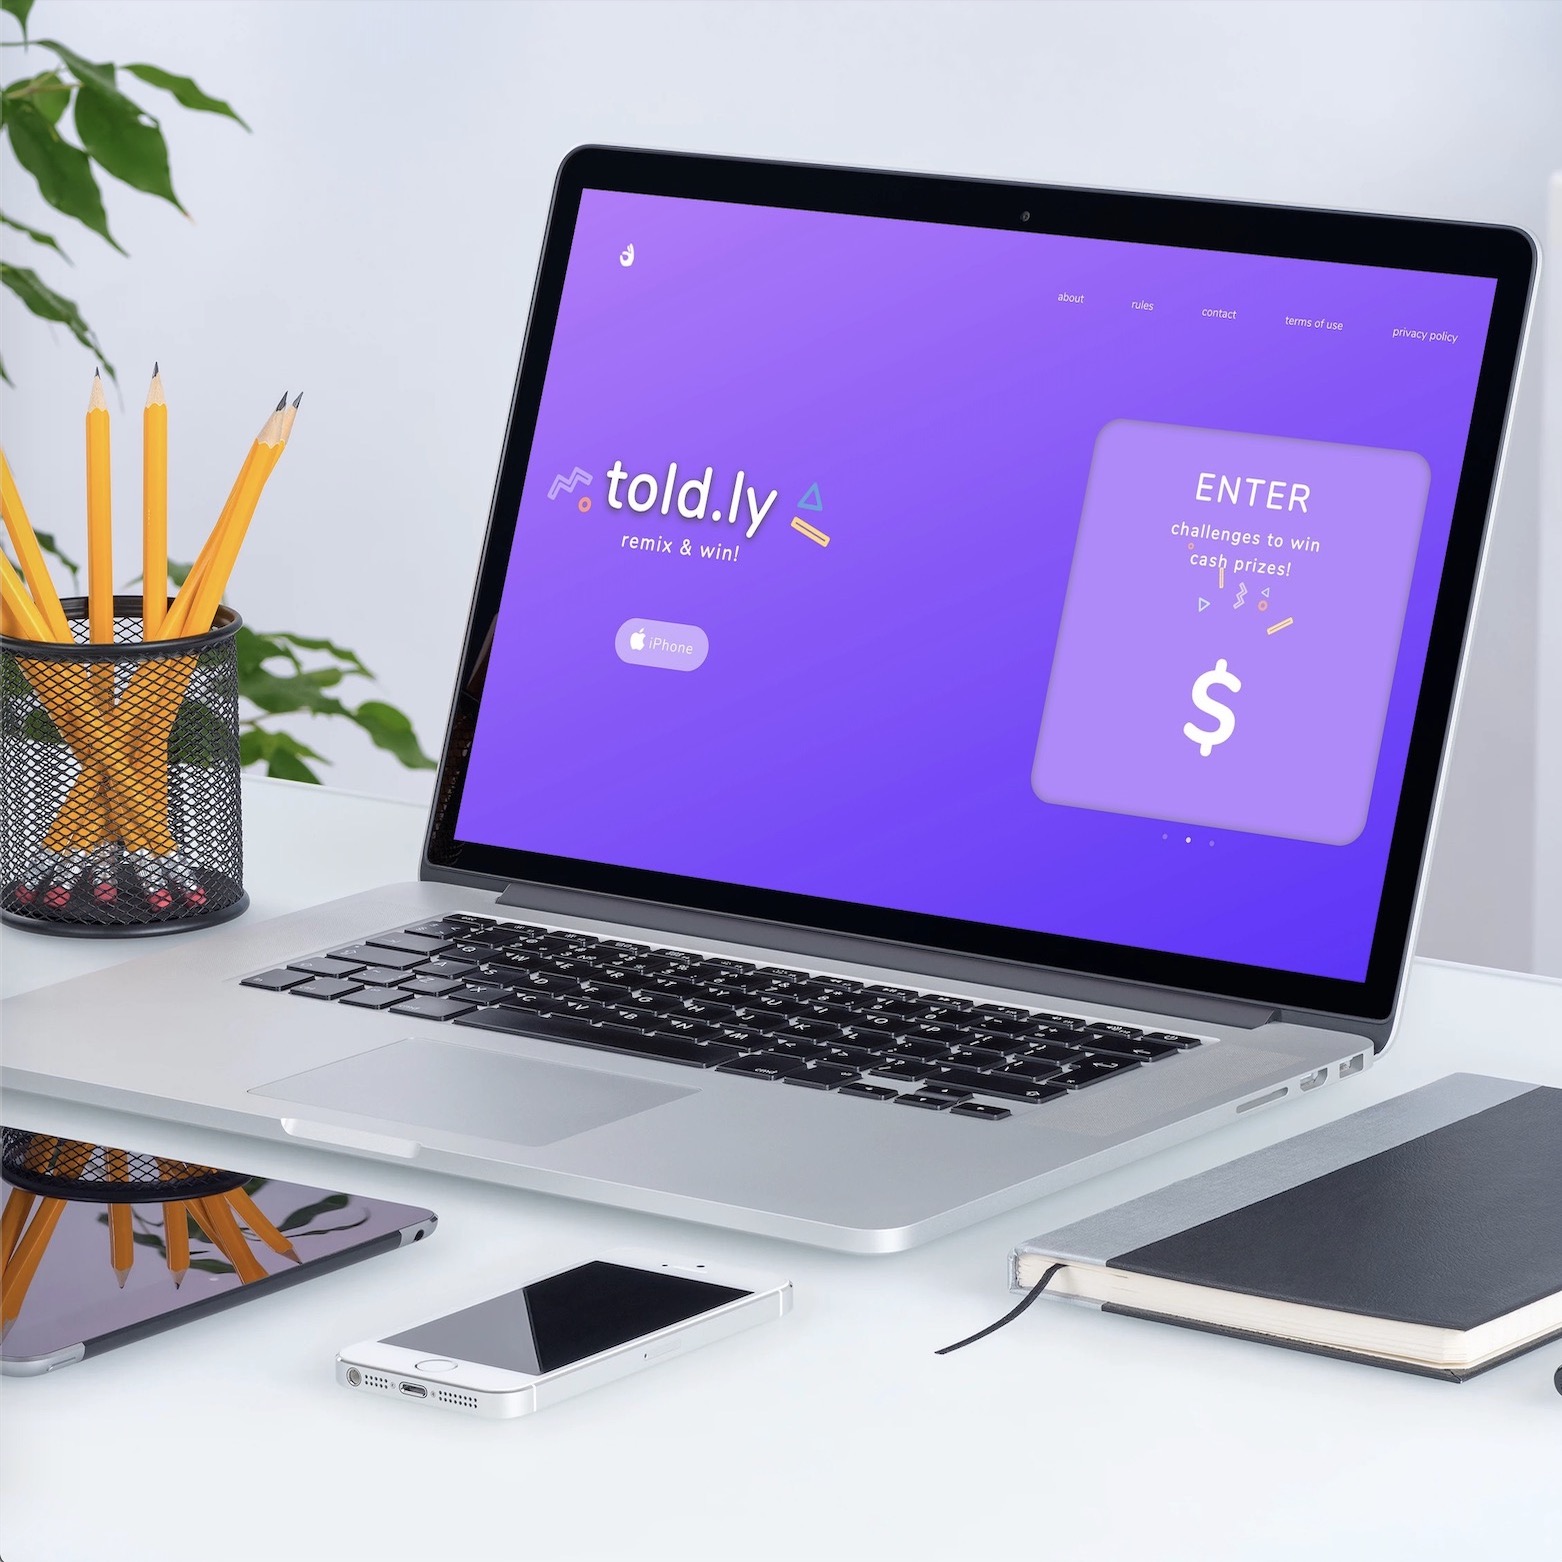 about
rules
contact
terms of use
privacy policy
told.ly
remix & win!
iPhone
ENTER
challenges to win
cash prizes!
$
cmd